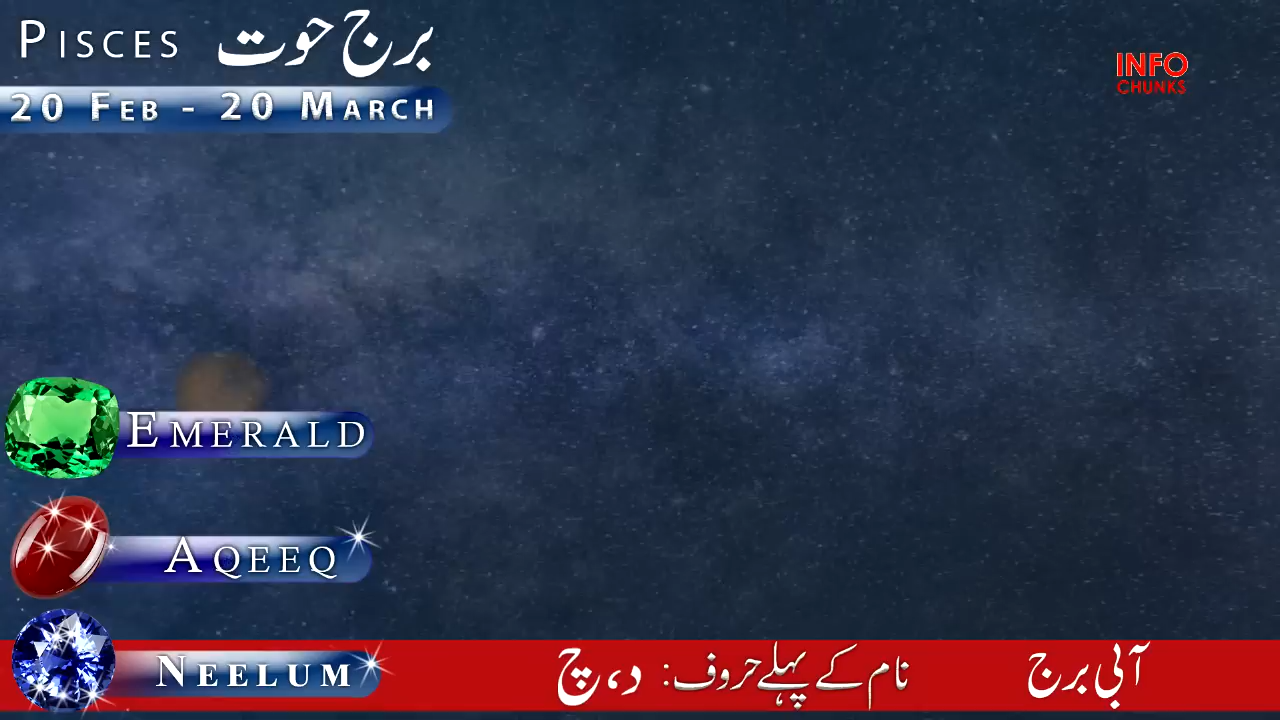 Pisces برج حوت
20 Feb - 20 March
INFO
CHUNKS
Emerald
Aqeeq
Neelum
آبی برج نام کے پہلے حروف: د، چ